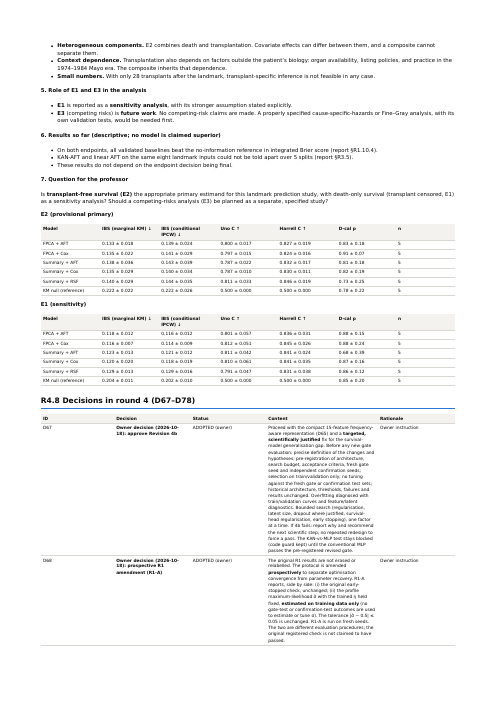 • Heterogeneous components. E2 combines death and transplantation. Covariate effects can differ between them, and a composite cannot
separate them.
• Context dependence. Transplantation also depends on factors outside the patient's biology: organ availability, listing policies, and practice in the
1974–1984 Mayo era. The composite inherits that dependence.
• Small numbers. With only 28 transplants after the landmark, transplant-specific inference is not feasible in any case.
5. Role of E1 and E3 in the analysis
• E1 is reported as a sensitivity analysis, with its stronger assumption stated explicitly.
• E3 (competing risks) is future work. No competing-risk claims are made. A properly specified cause-specific-hazards or Fine–Gray analysis, with its
own validation tests, would be needed first.
6. Results so far (descriptive; no model is claimed superior)
• On both endpoints, all validated baselines beat the no-information reference in integrated Brier score (report §R1.10.4).
• KAN-AFT and linear AFT on the same eight landmark inputs could not be told apart over 5 splits (report §R3.5).
• These results do not depend on the endpoint decision being final.
7. Question for the professor
Is transplant-free survival (E2) the appropriate primary estimand for this landmark prediction study, with death-only survival (transplant censored, E1)
as a sensitivity analysis? Should a competing-risks analysis (E3) be planned as a separate, specified study?
E2 (provisional primary)
Model IBS (marginal KM) ↓ IBS (conditional IPCW) ↓ Uno C ↑ Harrell C ↑ D-cal p n
FPCA + AFT 0.133 ± 0.018 0.139 ± 0.024 0.800 ± 0.017 0.827 ± 0.019 0.83 ± 0.18 5
FPCA + Cox 0.135 ± 0.022 0.141 ± 0.029 0.797 ± 0.015 0.824 ± 0.016 0.91 ± 0.07 5
Summary + AFT 0.138 ± 0.036 0.143 ± 0.039 0.787 ± 0.022 0.832 ± 0.017 0.81 ± 0.18 5
Summary + Cox 0.135 ± 0.029 0.140 ± 0.034 0.787 ± 0.010 0.830 ± 0.011 0.82 ± 0.19 5
Summary + RSF 0.140 ± 0.029 0.144 ± 0.035 0.811 ± 0.033 0.846 ± 0.019 0.73 ± 0.25 5
KM null (reference) 0.222 ± 0.022 0.222 ± 0.026 0.500 ± 0.000 0.500 ± 0.000 0.78 ± 0.22 5
E1 (sensitivity)
Model IBS (marginal KM) ↓ IBS (conditional IPCW) ↓ Uno C ↑ Harrell C ↑ D-cal p n
FPCA + AFT 0.118 ± 0.012 0.116 ± 0.012 0.801 ± 0.057 0.836 ± 0.031 0.88 ± 0.15 5
FPCA + Cox 0.116 ± 0.007 0.114 ± 0.009 0.812 ± 0.051 0.845 ± 0.026 0.88 ± 0.24 5
Summary + AFT 0.123 ± 0.013 0.121 ± 0.012 0.811 ± 0.042 0.841 ± 0.024 0.68 ± 0.39 5
Summary + Cox 0.120 ± 0.020 0.118 ± 0.019 0.810 ± 0.061 0.841 ± 0.035 0.87 ± 0.16 5
Summary + RSF 0.129 ± 0.013 0.129 ± 0.016 0.791 ± 0.047 0.831 ± 0.038 0.86 ± 0.12 5
KM null (reference) 0.204 ± 0.011 0.202 ± 0.010 0.500 ± 0.000 0.500 ± 0.000 0.85 ± 0.20 5
R4.8 Decisions in round 4 (D67–D78)
ID Decision Status Content Rationale
D67
Owner decision (2026-10-
18): approve Revision 4b
ADOPTED (owner)
Proceed with the compact 15-feature frequency-
aware representation (D65) and a targeted,
scientifically justified fix for the survival-
model generalisation gap. Before any new gate
evaluation: precise definition of the changes and
hypotheses; pre-registration of architecture,
search budget, acceptance criteria, fresh gate
seed and independent confirmation seeds;
selection on train/validation only; no tuning
against the fresh gate or confirmation test sets;
historical architecture, thresholds, failures and
results unchanged. Overfitting diagnosed with
train/validation curves and feature/latent
diagnostics. Bounded search (regularisation,
latent size, dropout where justified, survival-
head regularisation, early stopping), one factor
at a time. If 4b fails: report why and recommend
the next scientific step; no repeated redesign to
force a pass. The KAN-vs-MLP test stays blocked
(code guard kept) until the conventional MLP
passes the pre-registered revised gate.
Owner instruction
D68
Owner decision (2026-10-
18): prospective R1
amendment (R1-A)
ADOPTED (owner)
The original R1 results are not erased or
relabelled. The protocol is amended
prospectively to separate optimisation
convergence from parameter recovery. R1-A
reports, side by side: (i) the original early-
stopped check, unchanged; (ii) the profile
maximum-likelihood σ̂ with the trained η held
fixed, estimated on training data only (no
gate-test or confirmation-test outcomes are used
to estimate or tune σ̂). The tolerance |σ̂ − 0.5| ≤
0.05 is unchanged. R1-A is run on fresh seeds.
The two are different evaluation procedures; the
original registered check is not claimed to have
passed.
Owner instruction